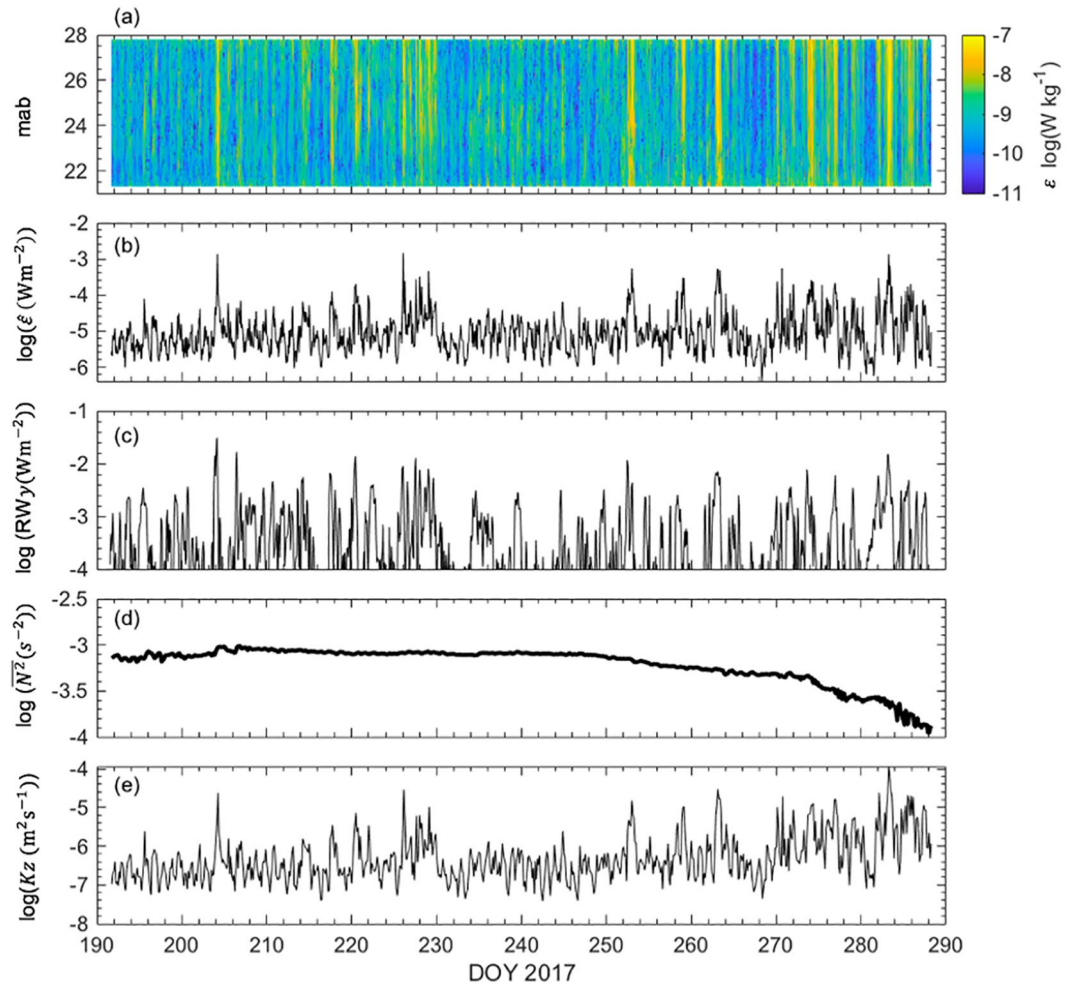 (a)
28
26
24
22
mab
-7
-8
-9
-10
-11
ε log(W kg⁻¹)
(b)
-2
-3
-4
-5
-6
log(ε̂ (Wm⁻²))
(c)
-1
-2
-3
-4
log (RWy(Wm⁻²))
(d)
-2.5
-3
-3.5
-4
log (N̅²(s⁻²))
(e)
-4
-5
-6
-7
-8
log(Kz (m²s⁻¹))
190 200 210 220 230 240 250 260 270 280 290
DOY 2017